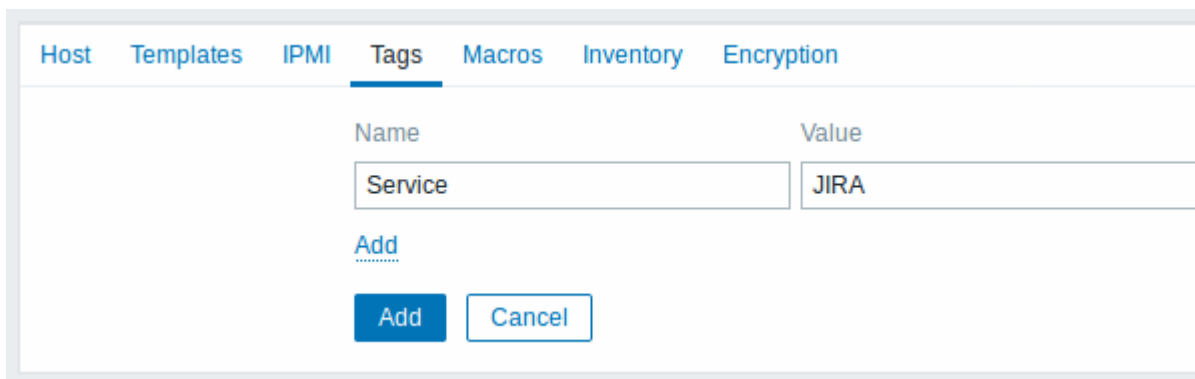 Host Templates IPMI Tags Macros Inventory Encryption
Name Value
Service JIRA
Add
Add Cancel